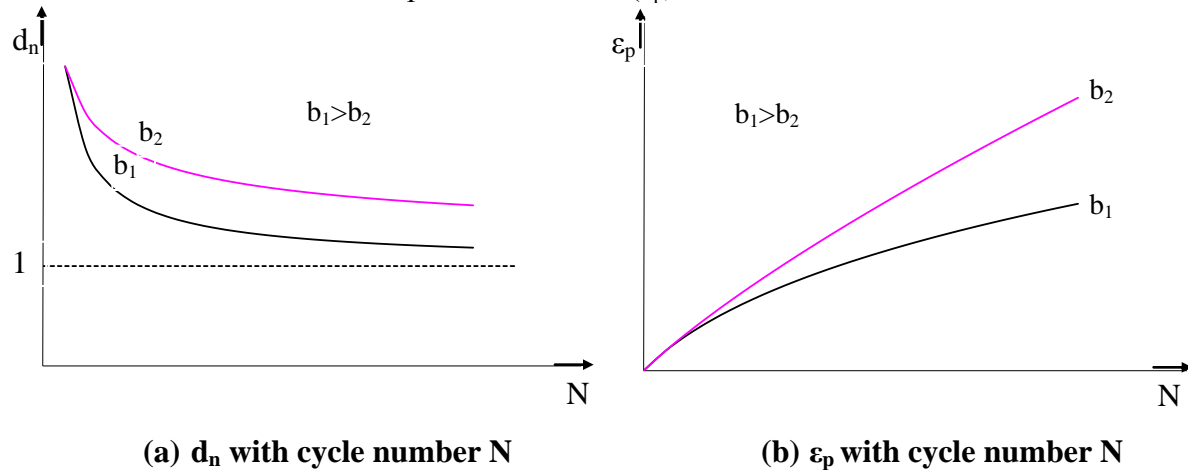 dₙ
b₁>b₂
b₂
b₁
1
N
(a) dₙ with cycle number N
εₚ
b₁>b₂
b₂
b₁
N
(b) εₚ with cycle number N